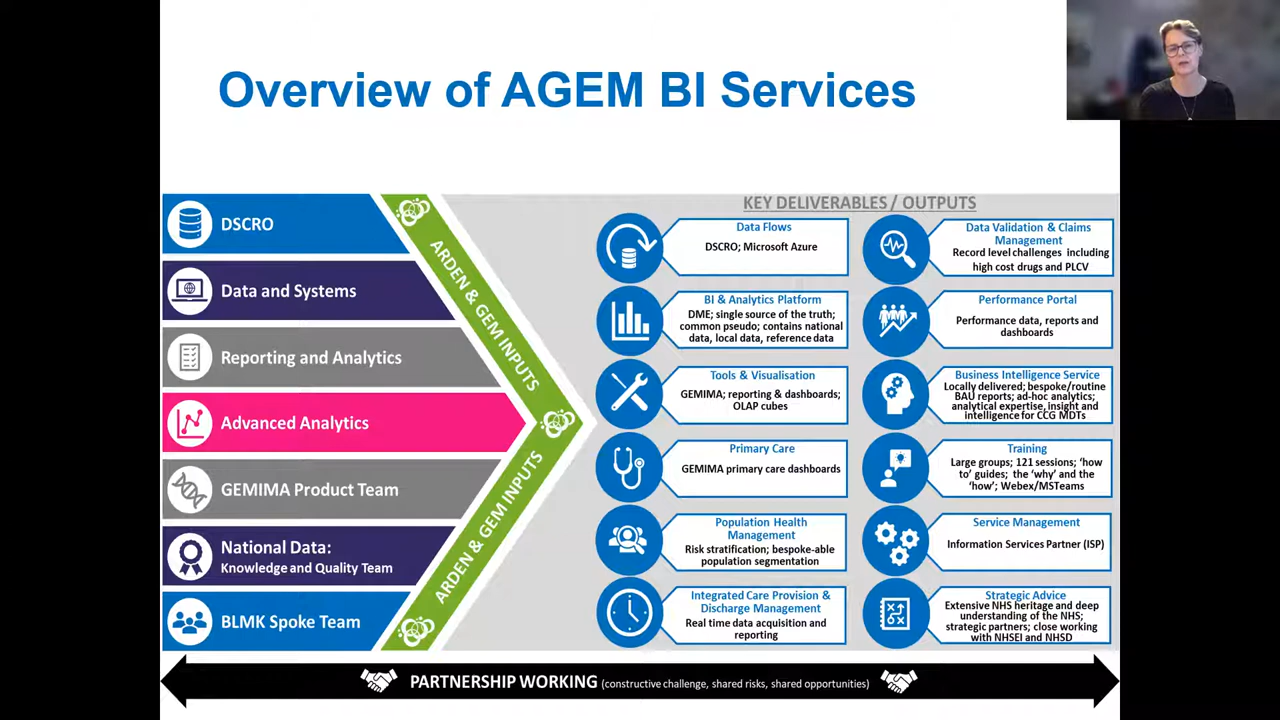 Overview of AGEM BI Services
DSCRO
Data and Systems
Reporting and Analytics
Advanced Analytics
GEMIMA Product Team
National Data:
Knowledge and Quality Team
BLMK Spoke Team
ARDEN & GEM INPUTS
ARDEN & GEM INPUTS
KEY DELIVERABLES / OUTPUTS
Data Flows
DSCRO; Microsoft Azure
BI & Analytics Platform
DME; single source of the truth;
common pseudo; contains national
data, local data, reference data
Tools & Visualisation
GEMIMA; reporting & dashboards;
OLAP cubes
Primary Care
GEMIMA primary care dashboards
Population Health
Management
Risk stratification; bespoke-able
population segmentation
Integrated Care Provision &
Discharge Management
Real time data acquisition and
reporting
Data Validation & Claims
Management
Record level challenges including
high cost drugs and PLCV
Performance Portal
Performance data, reports and
dashboards
Business Intelligence Service
Locally delivered; bespoke/routine
BAU reports; ad-hoc analytics;
analytical expertise, insight and
intelligence for CCG MDTs
Training
Large groups; 121 sessions; ‘how
to’ guides; the ‘why’ and the
‘how’; Webex/MSTeams
Service Management
Information Services Partner (ISP)
Strategic Advice
Extensive NHS heritage and deep
understanding of the NHS;
strategic partners; close working
with NHSEI and NHSD
PARTNERSHIP WORKING (constructive challenge, shared risks, shared opportunities)